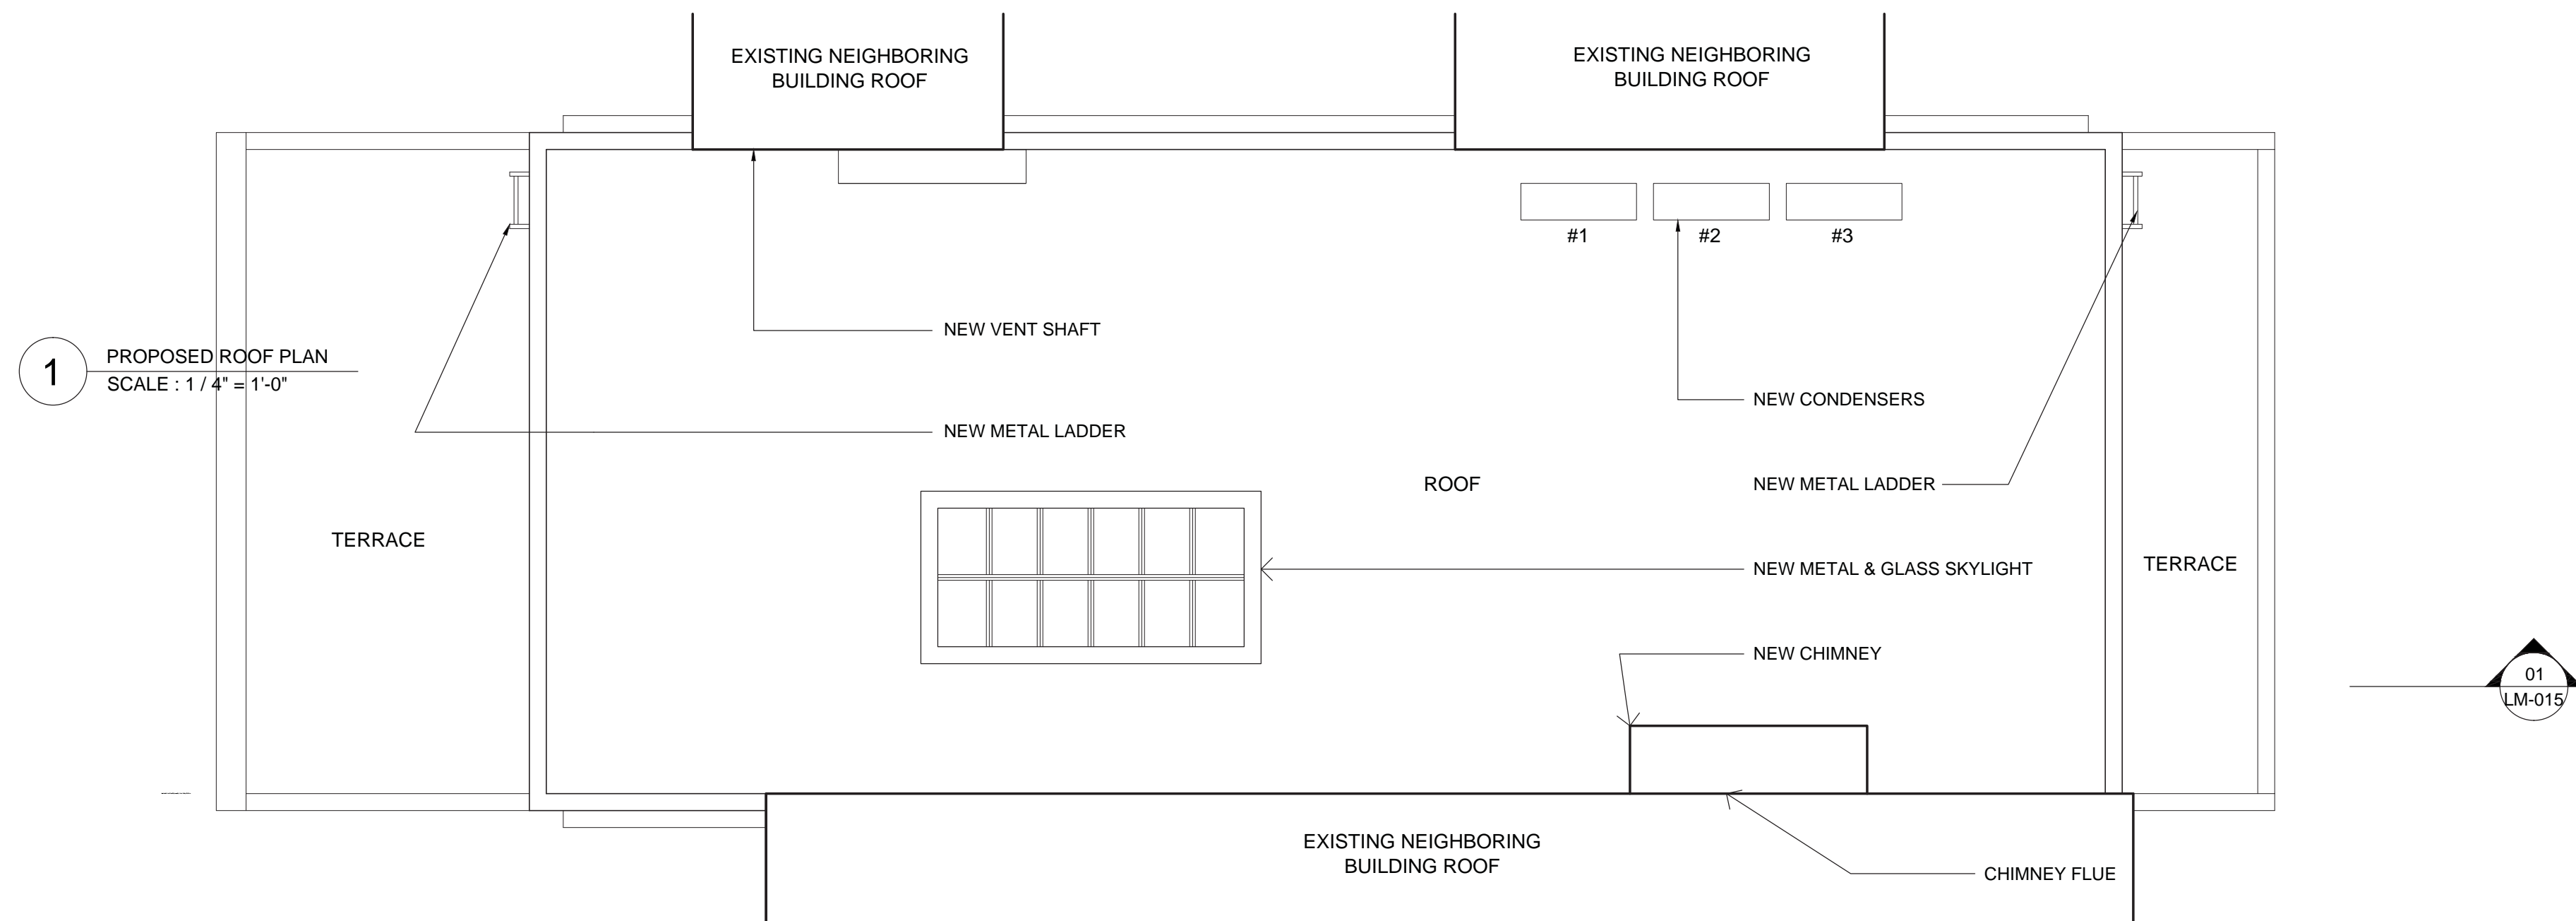 EXISTING NEIGHBORING
BUILDING ROOF
EXISTING NEIGHBORING
BUILDING ROOF
#1
#2
#3
NEW VENT SHAFT
1
PROPOSED ROOF PLAN
SCALE : 1 / 4" = 1'-0"
NEW CONDENSERS
NEW METAL LADDER
ROOF
NEW METAL LADDER
TERRACE
NEW METAL & GLASS SKYLIGHT
TERRACE
NEW CHIMNEY
01
LM-015
EXISTING NEIGHBORING
BUILDING ROOF
CHIMNEY FLUE